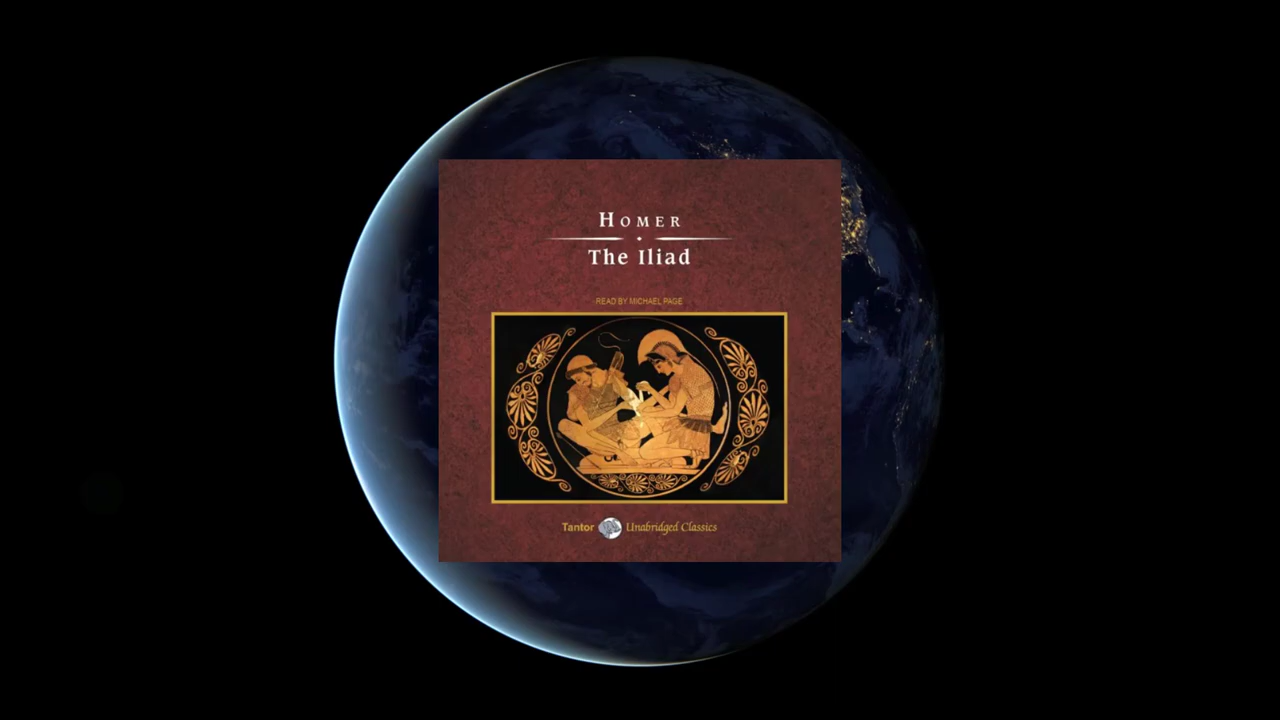 HOMER
The Iliad
READ BY MICHAEL PAGE
Tantor Unabridged Classics